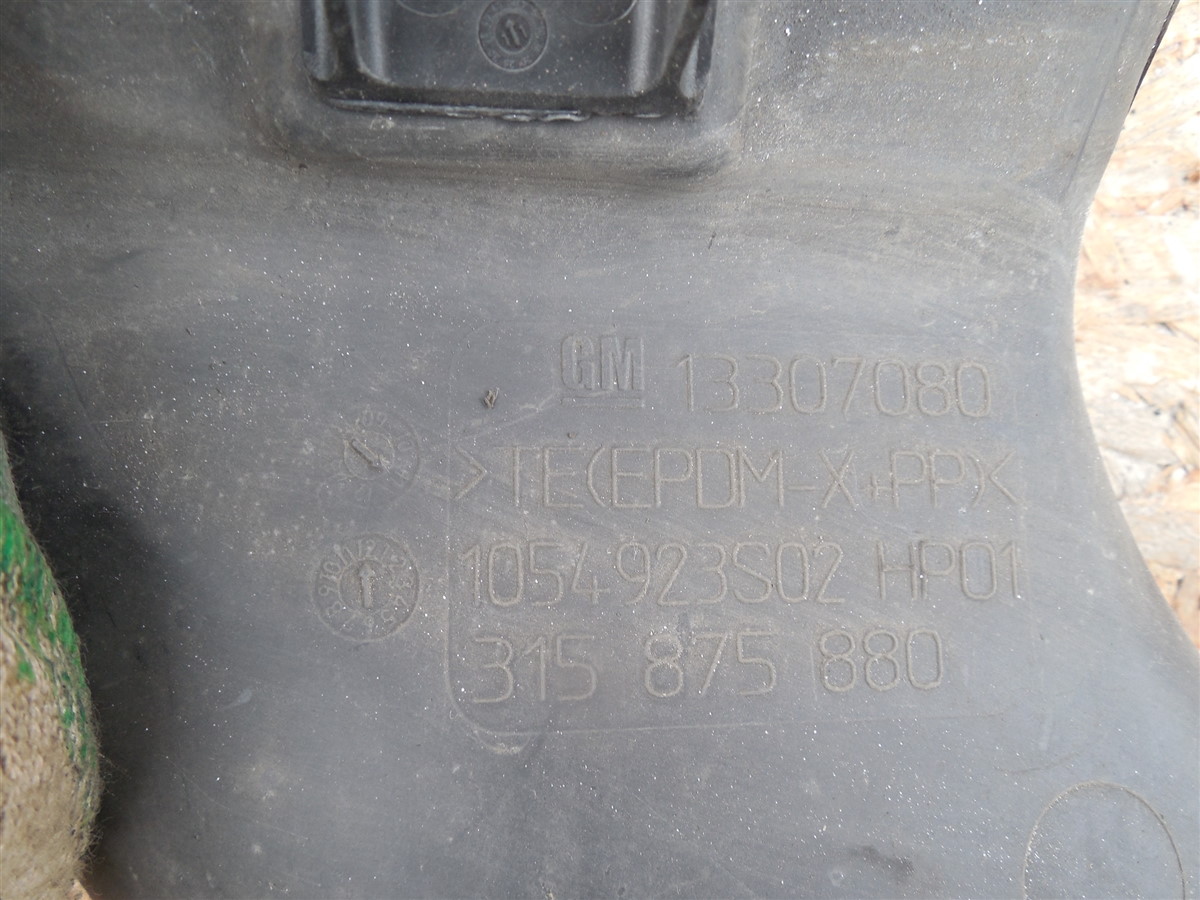 GM 13307080
>TE(EPDM-X+PP)<
1054923S02 HP01
315 875 880